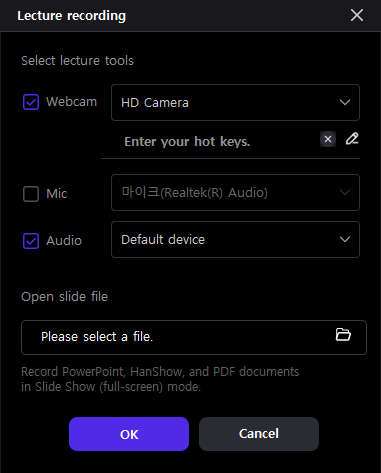 Lecture recording
Select lecture tools
Webcam
HD Camera
Enter your hot keys.
Mic
마이크(Realtek(R) Audio)
Audio
Default device
Open slide file
Please select a file.
Record PowerPoint, HanShow, and PDF documents
in Slide Show (full-screen) mode.
OK
Cancel